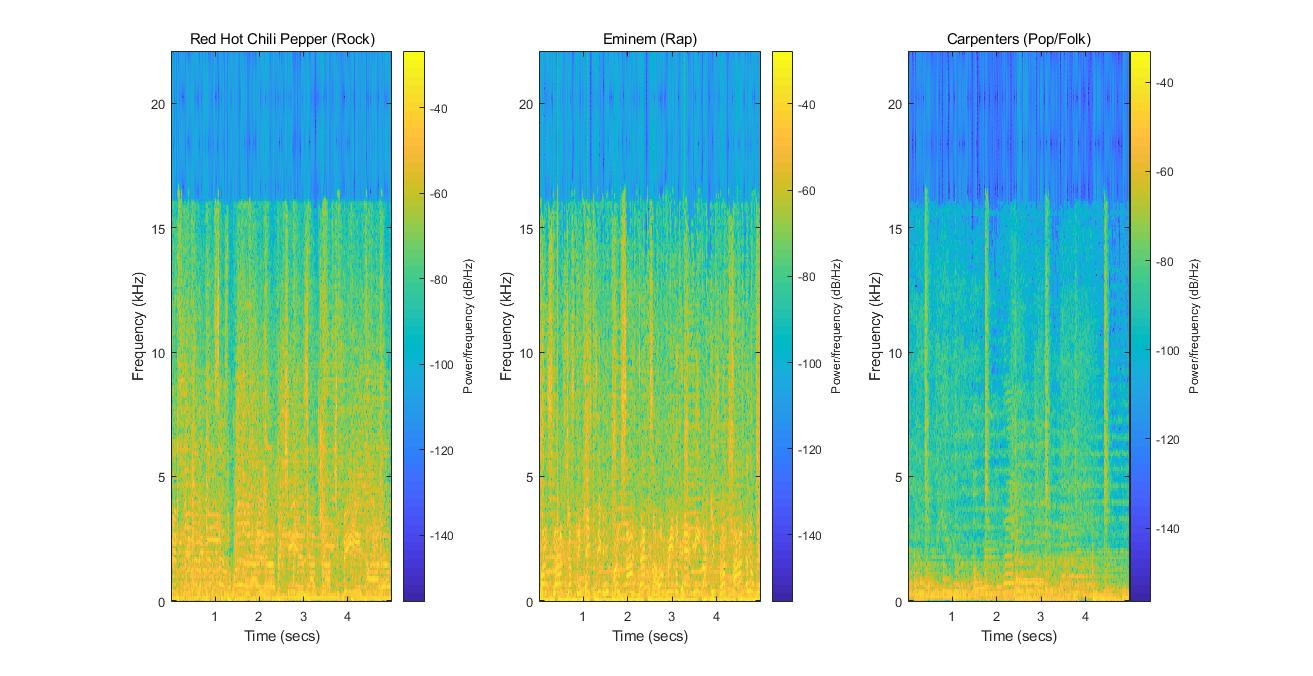 Red Hot Chili Pepper (Rock)
20
15
10
5
0
1 2 3 4
Frequency (kHz)
Time (secs)
-40
-60
-80
-100
-120
-140
Power/frequency (dB/Hz)
Eminem (Rap)
20
15
10
5
0
1 2 3 4
Frequency (kHz)
Time (secs)
-40
-60
-80
-100
-120
-140
Power/frequency (dB/Hz)
Carpenters (Pop/Folk)
20
15
10
5
0
1 2 3 4
Frequency (kHz)
Time (secs)
-40
-60
-80
-100
-120
-140
Power/frequency (dB/Hz)